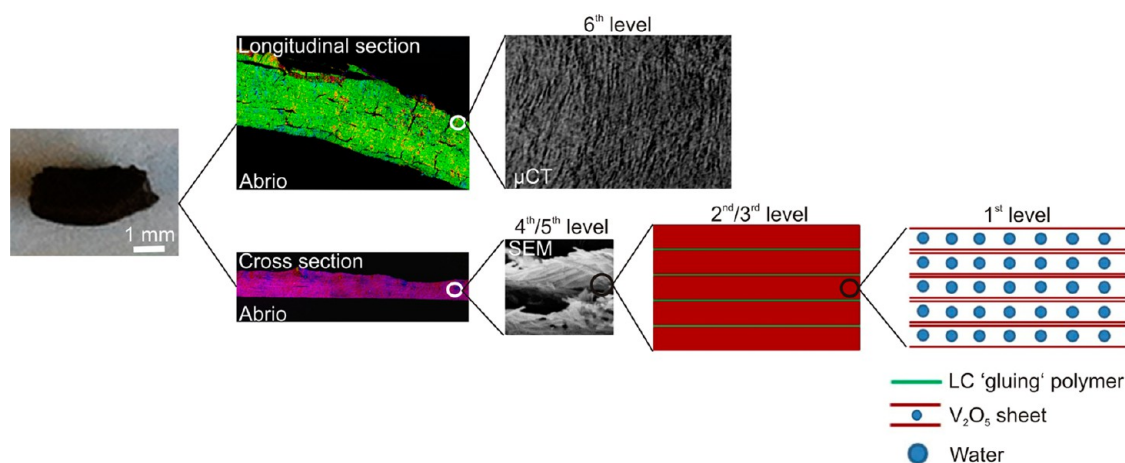 Longitudinal section
Abrio
6th level
µCT
1 mm
Cross section
Abrio
4th/5th level
SEM
2nd/3rd level
1st level
LC ‘gluing‘ polymer
V₂O₅ sheet
Water